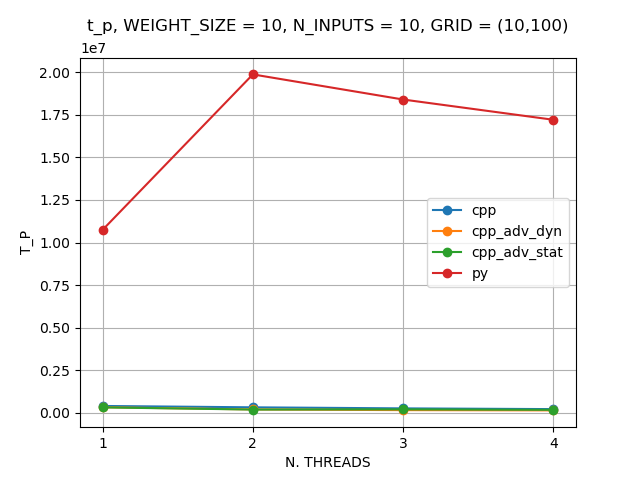 t_p, WEIGHT_SIZE = 10, N_INPUTS = 10, GRID = (10,100)
1e7
2.00
1.75
1.50
1.25
1.00
0.75
0.50
0.25
0.00
T_P
cpp
cpp_adv_dyn
cpp_adv_stat
py
1 2 3 4
N. THREADS